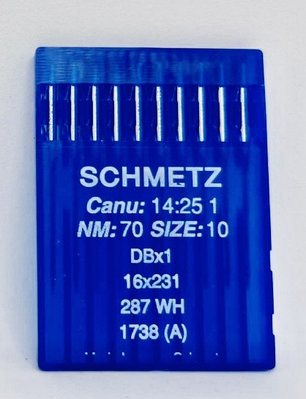 SCHMETZ
Canu: 14:25 1
NM: 70 SIZE: 10
DBx1
16x231
287 WH
1738 (A)